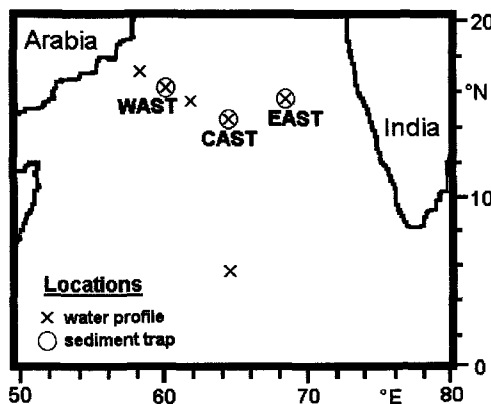 Arabia
20
°N
WAST
EAST
CAST
India
10
Locations
× water profile
sediment trap
0
50
60
70
°E
80